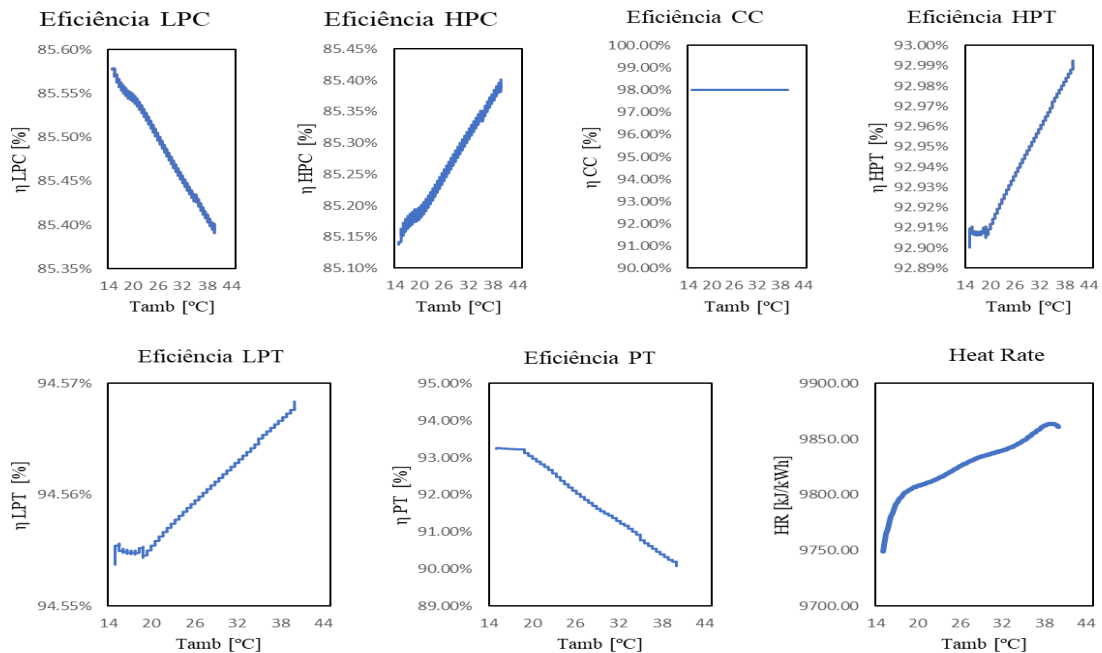 Eficiência LPC
85.60%
85.55%
85.50%
85.45%
85.40%
85.35%
η LPC [%]
14 20 26 32 38 44
Tamb [ºC]
Eficiência HPC
85.45%
85.40%
85.35%
85.30%
85.25%
85.20%
85.15%
85.10%
η HPC [%]
14 20 26 32 38 44
Tamb [ºC]
Eficiência CC
100.00%
99.00%
98.00%
97.00%
96.00%
95.00%
94.00%
93.00%
92.00%
91.00%
90.00%
η CC [%]
14 20 26 32 38 44
Tamb [ºC]
Eficiência HPT
93.00%
92.99%
92.98%
92.97%
92.96%
92.95%
92.94%
92.93%
92.92%
92.91%
92.90%
92.89%
η HPT [%]
14 20 26 32 38 44
Tamb [ºC]
Eficiência LPT
94.57%
94.56%
94.55%
η LPT [%]
14 20 26 32 38 44
Tamb [ºC]
Eficiência PT
95.00%
94.00%
93.00%
92.00%
91.00%
90.00%
89.00%
η PT [%]
14 20 26 32 38 44
Tamb [ºC]
Heat Rate
9900.00
9850.00
9800.00
9750.00
9700.00
HR [kJ/kWh]
14 20 26 32 38 44
Tamb [ºC]